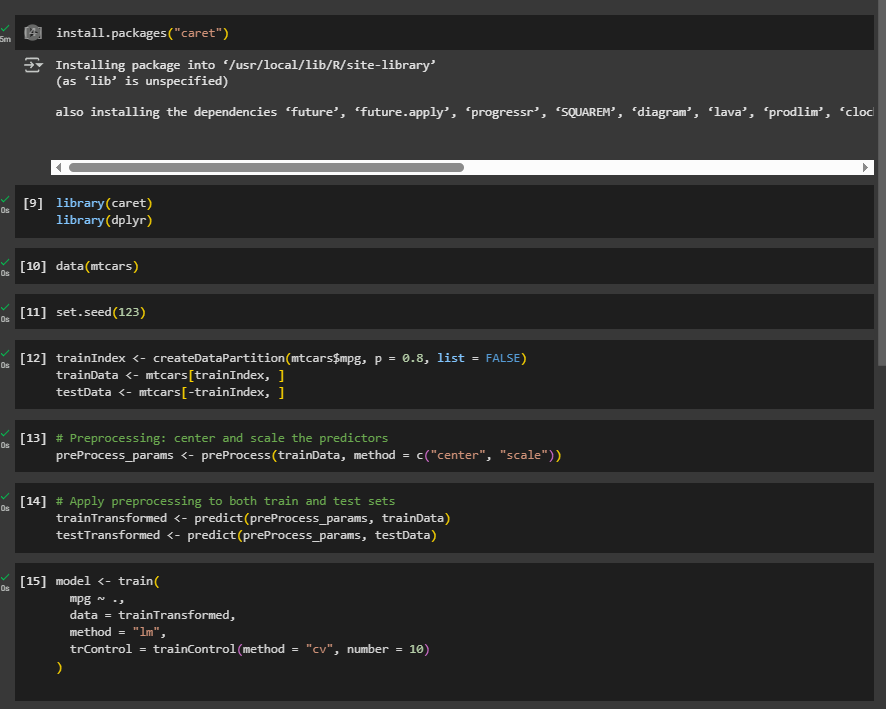 5m
install.packages("caret")
Installing package into ‘/usr/local/lib/R/site-library’
(as ‘lib’ is unspecified)
also installing the dependencies ‘future’, ‘future.apply’, ‘progressr’, ‘SQUAREM’, ‘diagram’, ‘lava’, ‘prodlim’, ‘cloc
0s
[9] library(caret)
library(dplyr)
0s
[10] data(mtcars)
0s
[11] set.seed(123)
0s
[12] trainIndex <- createDataPartition(mtcars$mpg, p = 0.8, list = FALSE)
trainData <- mtcars[trainIndex, ]
testData <- mtcars[-trainIndex, ]
0s
[13] # Preprocessing: center and scale the predictors
preProcess_params <- preProcess(trainData, method = c("center", "scale"))
0s
[14] # Apply preprocessing to both train and test sets
trainTransformed <- predict(preProcess_params, trainData)
testTransformed <- predict(preProcess_params, testData)
0s
[15] model <- train(
mpg ~ .,
data = trainTransformed,
method = "lm",
trControl = trainControl(method = "cv", number = 10)
)